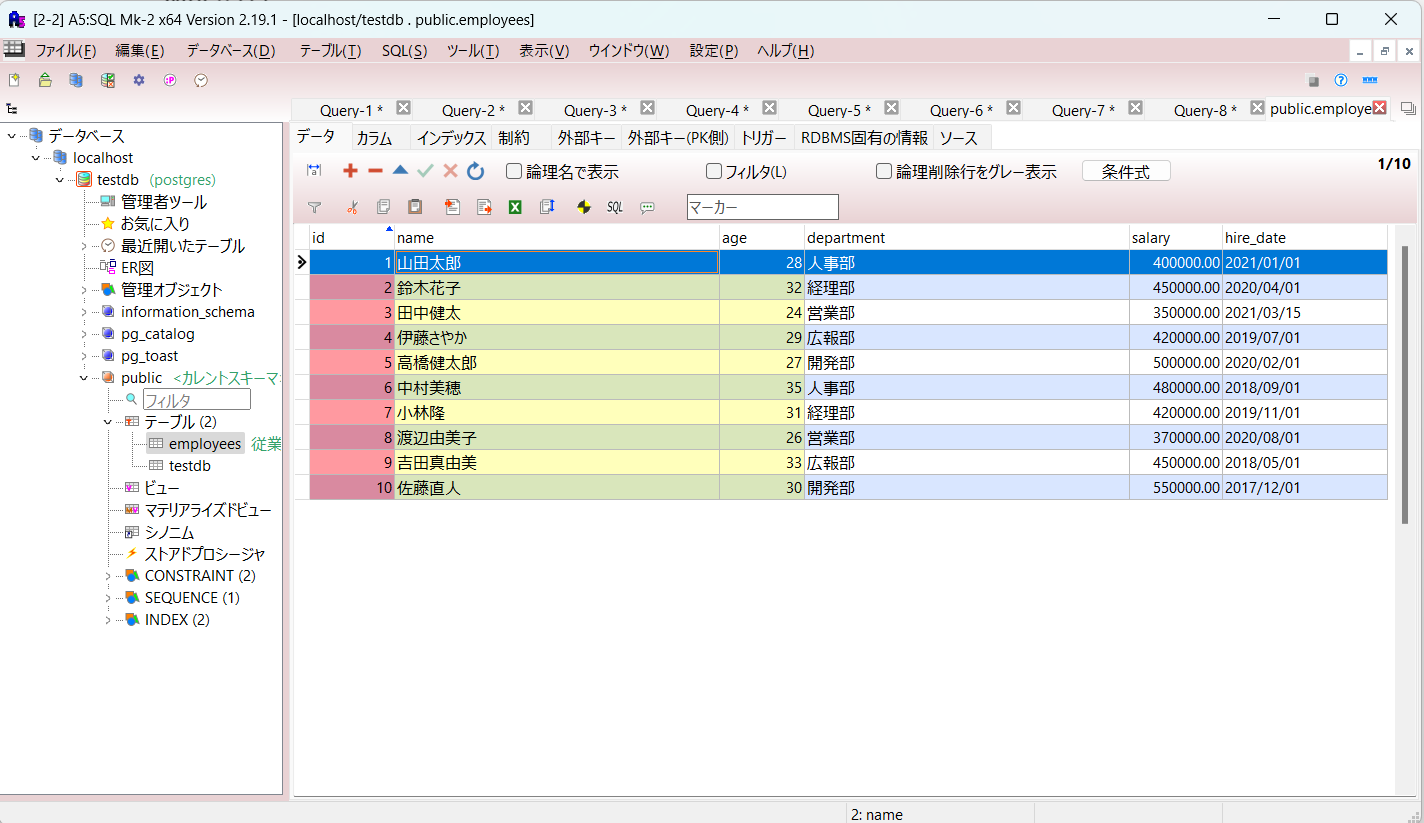 [2-2] A5:SQL Mk-2 x64 Version 2.19.1 - [localhost/testdb . public.employees]
ファイル(F) 編集(E) データベース(D) テーブル(T) SQL(S) ツール(T) 表示(V) ウインドウ(W) 設定(P) ヘルプ(H)
Query-1 * Query-2 * Query-3 * Query-4 * Query-5 * Query-6 * Query-7 * Query-8 * public.employe
データ カラム インデックス 制約 外部キー 外部キー(PK側) トリガー RDBMS固有の情報 ソース
論理名で表示 フィルタ(L) 論理削除行をグレー表示 条件式 1/10
SQL マーカー
データベース
localhost
testdb (postgres)
管理者ツール
お気に入り
最近開いたテーブル
ER図
管理オブジェクト
information_schema
pg_catalog
pg_toast
public <カレントスキーマ>
フィルタ
テーブル (2)
employees 従業
testdb
ビュー
マテリアライズドビュー
シノニム
ストアドプロシージャ
CONSTRAINT (2)
SEQUENCE (1)
INDEX (2)
id name age department salary hire_date
1 山田太郎 28 人事部 400000.00 2021/01/01
2 鈴木花子 32 経理部 450000.00 2020/04/01
3 田中健太 24 営業部 350000.00 2021/03/15
4 伊藤さやか 29 広報部 420000.00 2019/07/01
5 高橋健太郎 27 開発部 500000.00 2020/02/01
6 中村美穂 35 人事部 480000.00 2018/09/01
7 小林隆 31 経理部 420000.00 2019/11/01
8 渡辺由美子 26 営業部 370000.00 2020/08/01
9 吉田真由美 33 広報部 450000.00 2018/05/01
10 佐藤直人 30 開発部 550000.00 2017/12/01
2: name